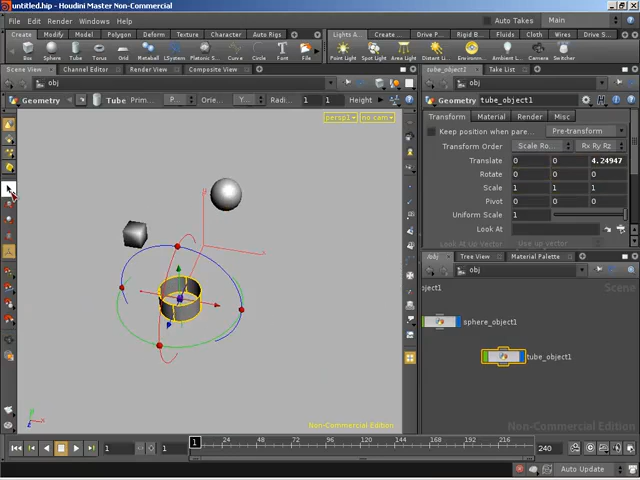 untitled.hip - Houdini Master Non-Commercial
File Edit Render Windows Help
Auto Takes Main
Create Modify Model Polygon Deform Texture Character
Lights A... Create ... Drive P... Rigid B... Fluids Cloth Wires Drive S...
Box Sphere Tube Grid Metaball LSystem Platonic S... Torus Curve Circle Font File
Point Light Spot Light Area Light Distant Li... Environm... Ambient L... Camera Switcher
Scene View Channel Editor Render View Composite View
Take List
obj
obj
Geometry Tube Prim... P... Orie... Y... Radi... 1 1 Height
Geometry tube_object1
persp1 no cam
Transform Material Render Misc
Keep position when pare... Pre-transform
Transform Order Scale Ro... Rx Ry Rz
Translate 0 0 4.24947
Rotate 0 0 0
Scale 1 1 1
Pivot 0 0 0
Uniform Scale 1
Look At
Look At Up Vector Use up vector
/obj Tree View Material Palette
obj
Scene
bject1
sphere_object1
tube_object1
Non-Commercial Edition
Non-Commercial Edition
1 1 1 24 48 72 96 120 144 168 192 216 240
Auto Update